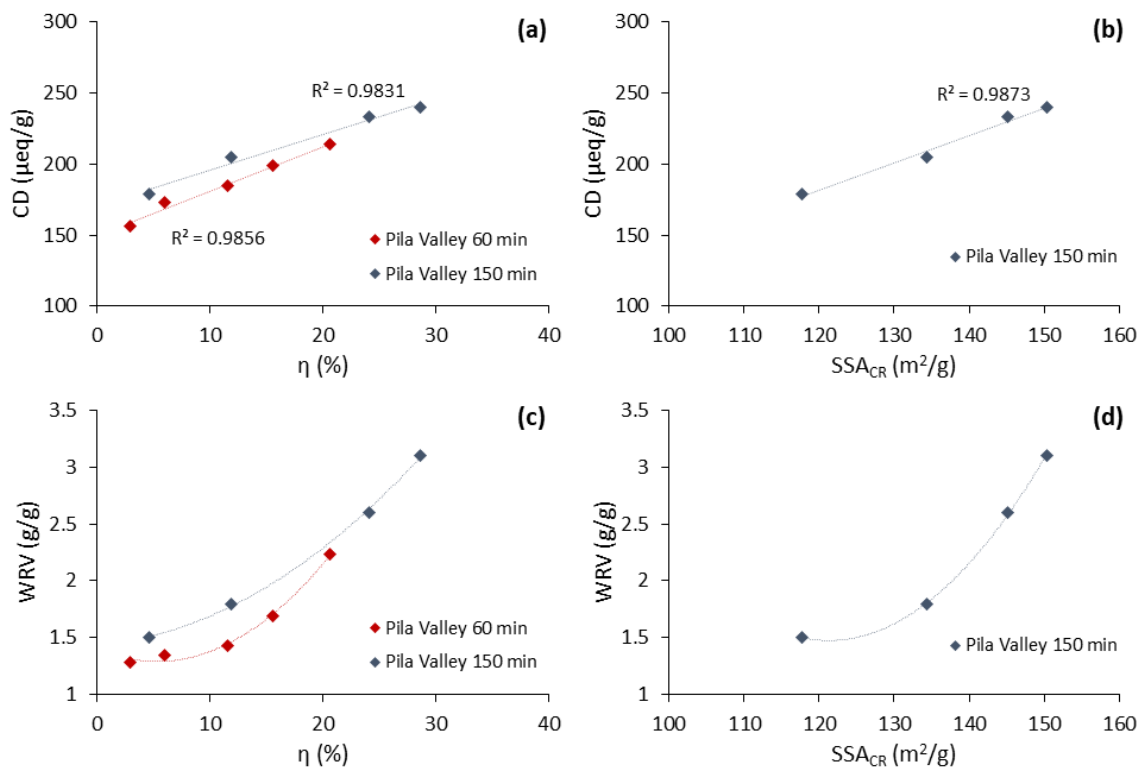 (a)
300
250
200
150
100
CD (µeq/g)
R² = 0.9831
R² = 0.9856
Pila Valley 60 min
Pila Valley 150 min
0 10 20 30 40
η (%)
(b)
300
250
200
150
100
CD (µeq/g)
R² = 0.9873
Pila Valley 150 min
100 110 120 130 140 150 160
SSA_CR (m²/g)
(c)
3.5
3
2.5
2
1.5
1
WRV (g/g)
Pila Valley 60 min
Pila Valley 150 min
0 10 20 30 40
η (%)
(d)
3.5
3
2.5
2
1.5
1
WRV (g/g)
Pila Valley 150 min
100 110 120 130 140 150 160
SSA_CR (m²/g)